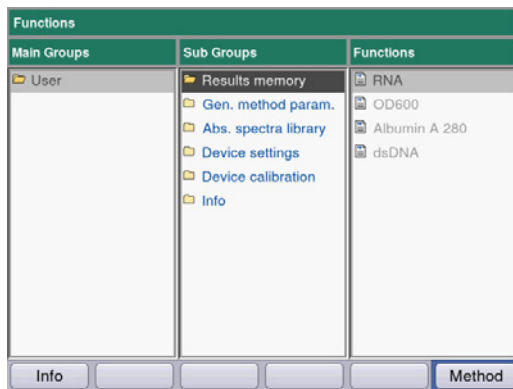 Functions
Main Groups
Sub Groups
Functions
User
Results memory
Gen. method param.
Abs. spectra library
Device settings
Device calibration
Info
RNA
OD600
Albumin A 280
dsDNA
Info
Method